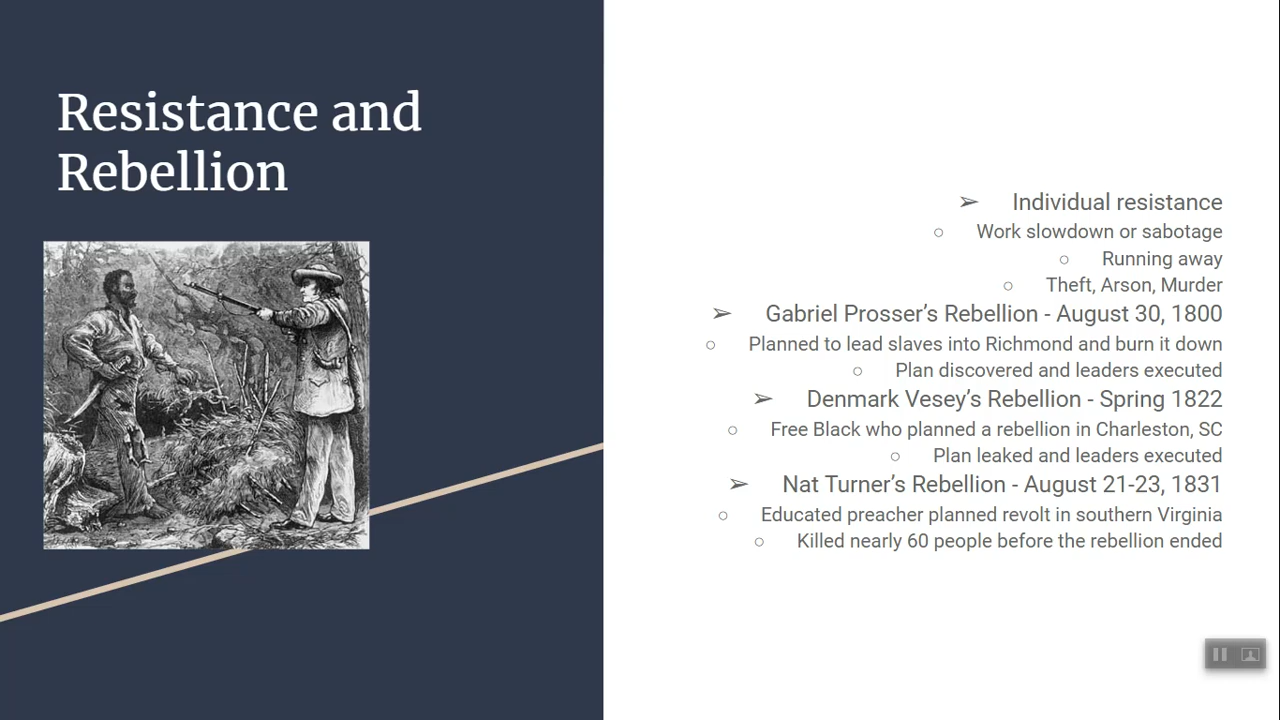 Resistance and
Rebellion
➢ Individual resistance
○ Work slowdown or sabotage
○ Running away
○ Theft, Arson, Murder
➢ Gabriel Prosser’s Rebellion - August 30, 1800
○ Planned to lead slaves into Richmond and burn it down
○ Plan discovered and leaders executed
➢ Denmark Vesey’s Rebellion - Spring 1822
○ Free Black who planned a rebellion in Charleston, SC
○ Plan leaked and leaders executed
➢ Nat Turner’s Rebellion - August 21-23, 1831
○ Educated preacher planned revolt in southern Virginia
○ Killed nearly 60 people before the rebellion ended